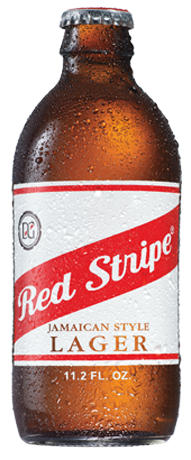 DG
Red Stripe®
JAMAICAN STYLE
LAGER
11.2 FL. OZ